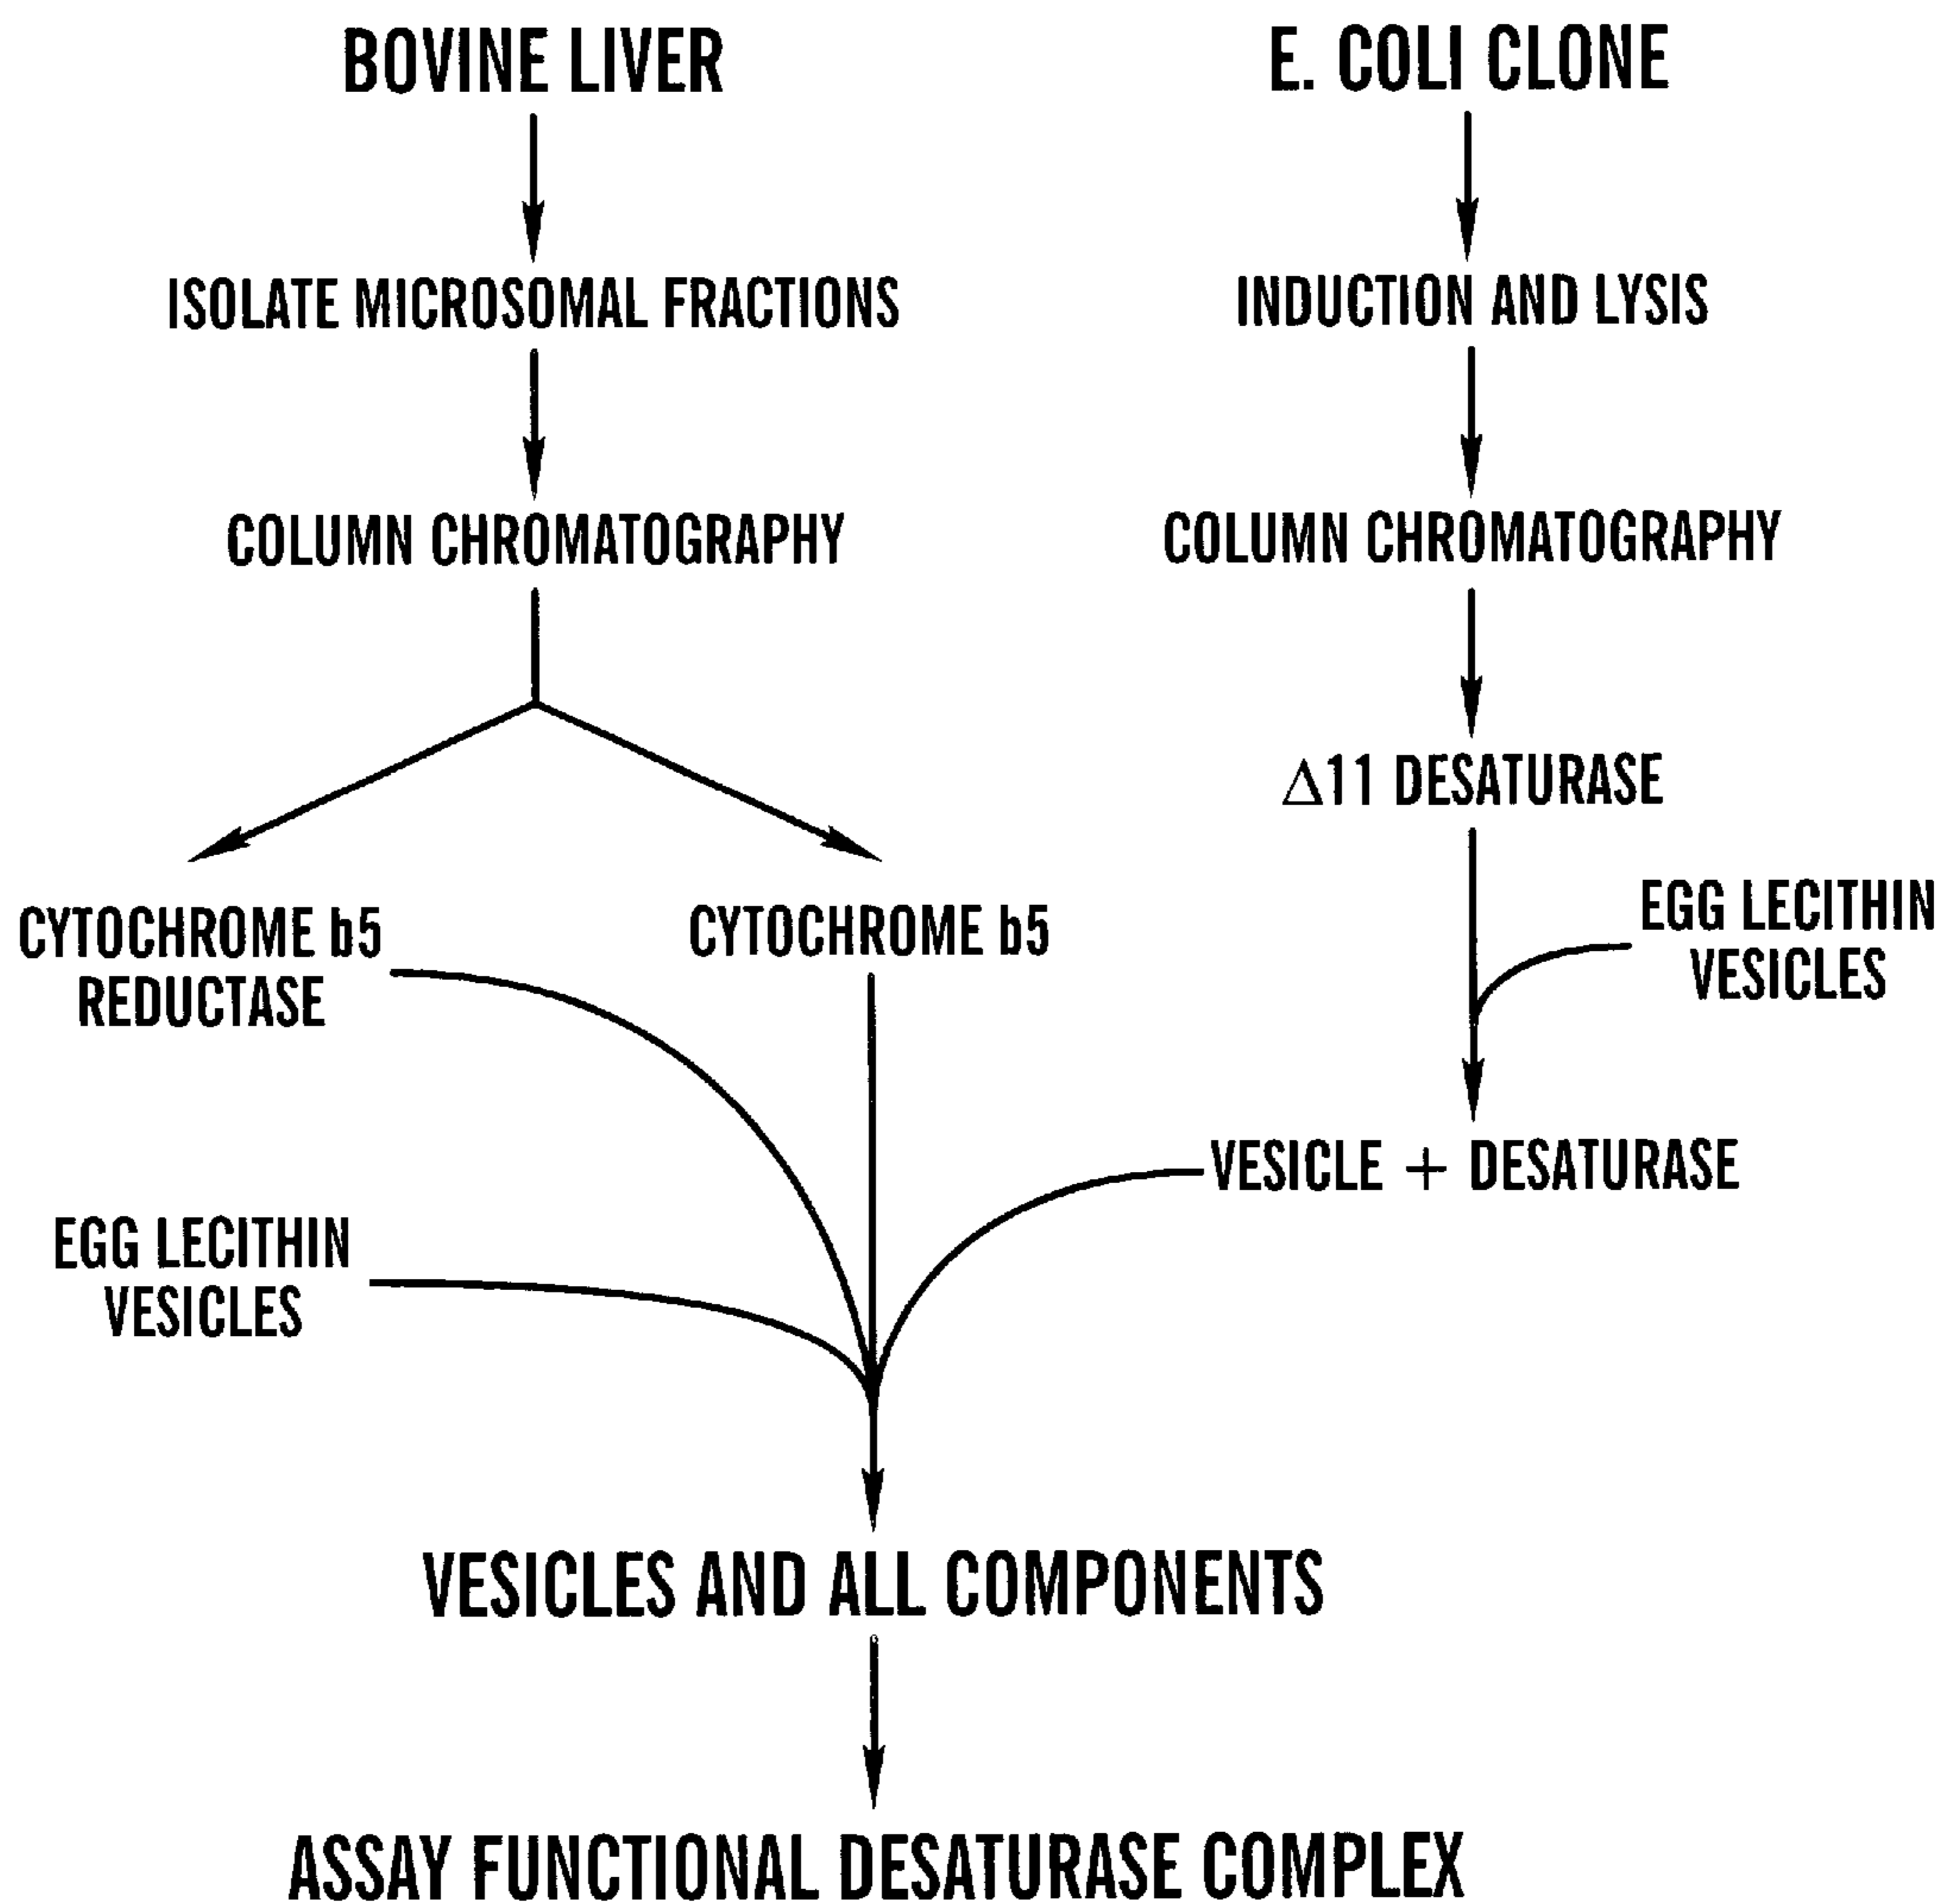 BOVINE LIVER
E. COLI CLONE
ISOLATE MICROSOMAL FRACTIONS
INDUCTION AND LYSIS
COLUMN CHROMATOGRAPHY
COLUMN CHROMATOGRAPHY
Δ11 DESATURASE
CYTOCHROME b5
REDUCTASE
CYTOCHROME b5
EGG LECITHIN
VESICLES
VESICLE + DESATURASE
EGG LECITHIN
VESICLES
VESICLES AND ALL COMPONENTS
ASSAY FUNCTIONAL DESATURASE COMPLEX